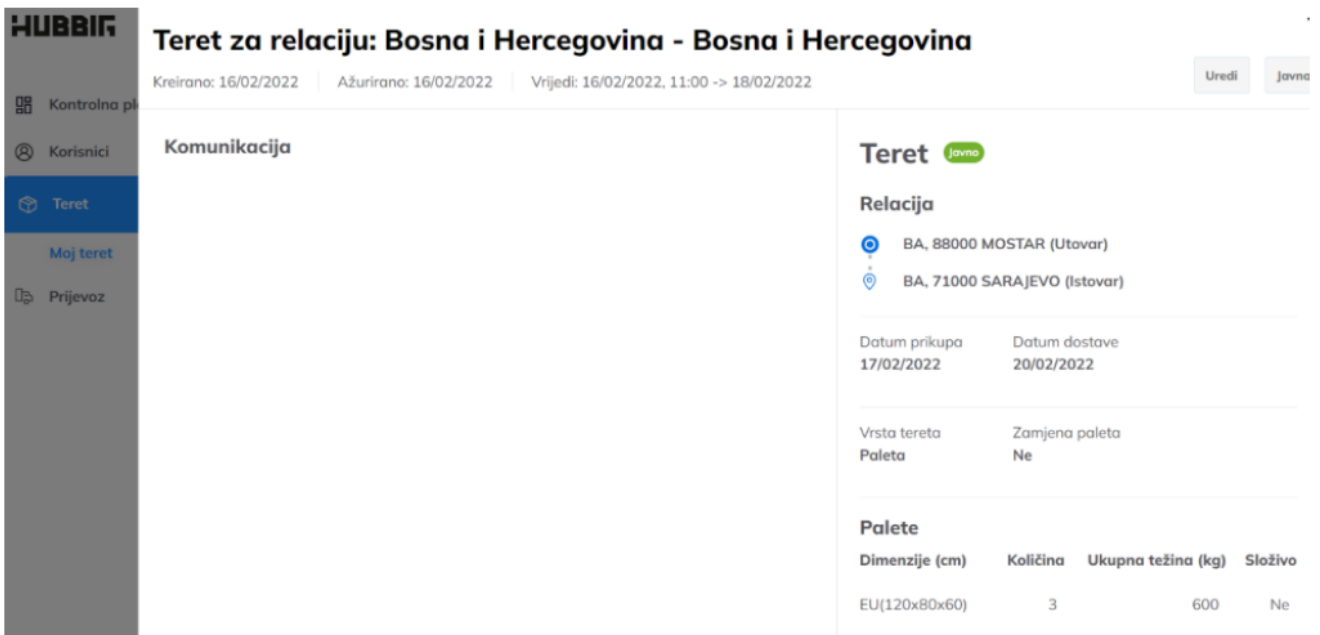 HUBBIG
Teret za relaciju: Bosna i Hercegovina - Bosna i Hercegovina
Kreirano: 16/02/2022 Ažurirano: 16/02/2022 Vrijedi: 16/02/2022, 11:00 -> 18/02/2022
Uredi Javno
Kontrolna
Korisnici
Teret
Moj teret
Prijevoz
Komunikacija
Teret Javno
Relacija
BA, 88000 MOSTAR (Utovar)
BA, 71000 SARAJEVO (Istovar)
Datum prikupa Datum dostave
17/02/2022 20/02/2022
Vrsta tereta Zamjena paleta
Paleta Ne
Palete
Dimenzije (cm) Količina Ukupna težina (kg) Složivo
EU(120x80x60) 3 600 Ne